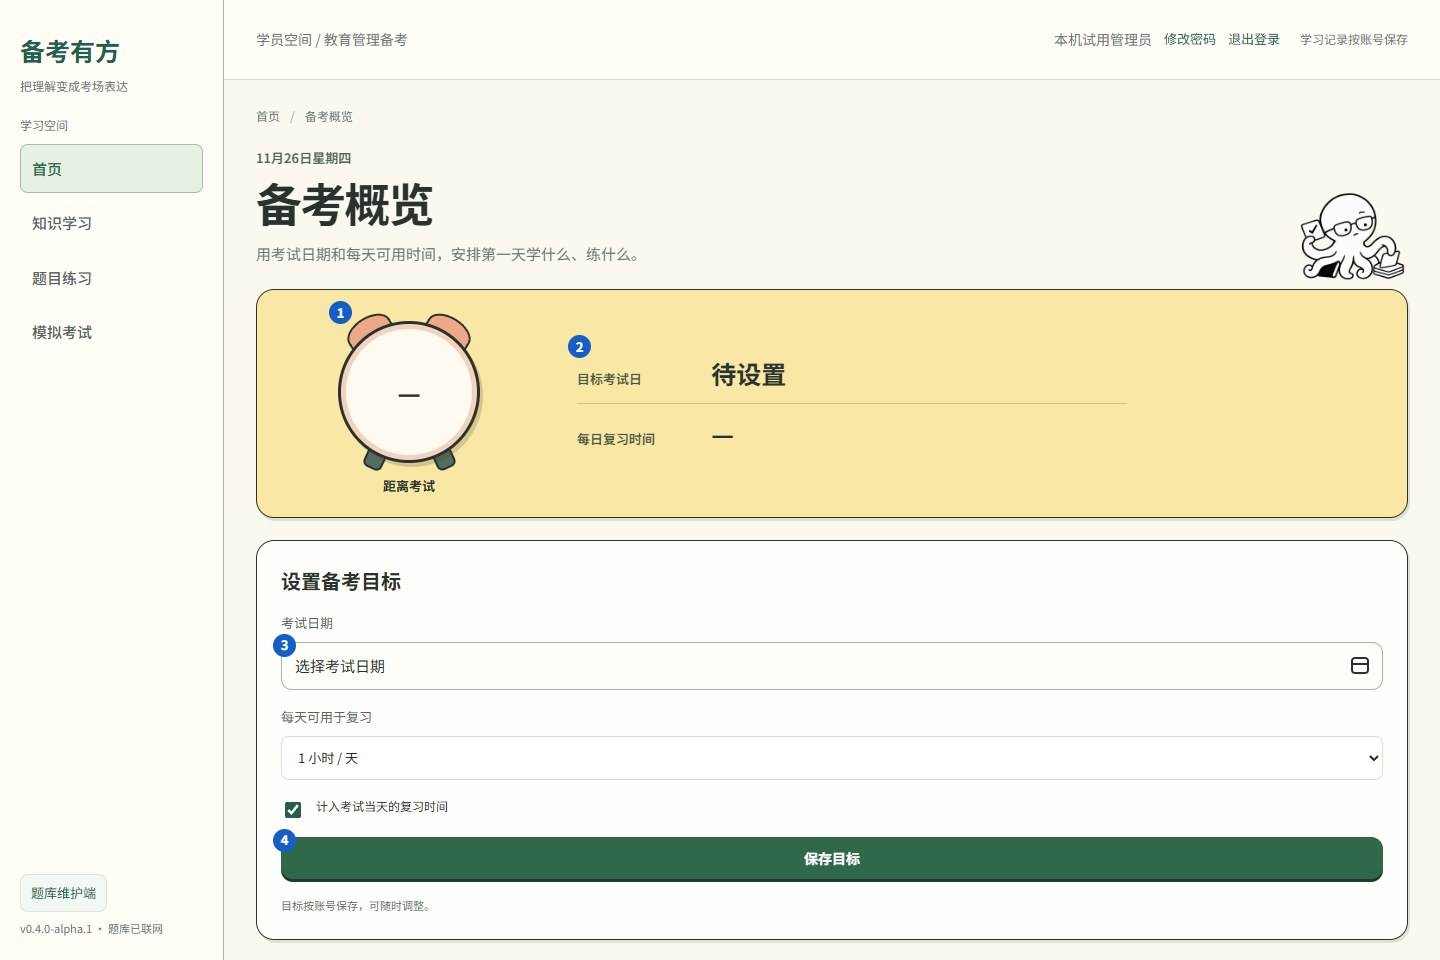 备考有方
把理解变成考场表达
学习空间
首页
知识学习
题目练习
模拟考试
题库维护端
v0.4.0-alpha.1 · 题库已联网
学员空间 / 教育管理备考
本机试用管理员 修改密码 退出登录 学习记录按账号保存
首页 / 备考概览
11月26日星期四
备考概览
用考试日期和每天可用时间，安排第一天学什么、练什么。
1
—
距离考试
2
目标考试日 待设置
每日复习时间 —
设置备考目标
考试日期
3
选择考试日期
每天可用于复习
1 小时 / 天
计入考试当天的复习时间
4
保存目标
目标按账号保存，可随时调整。